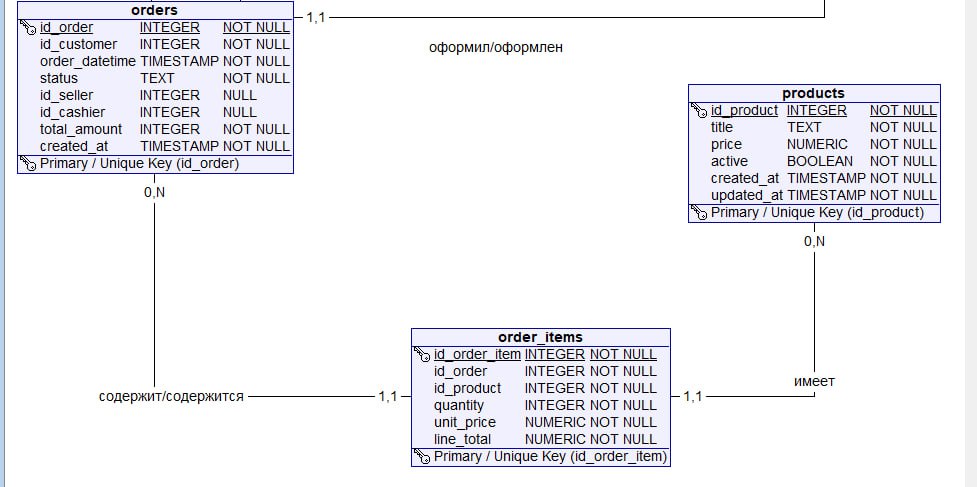 orders
id_order INTEGER NOT NULL
id_customer INTEGER NOT NULL
order_datetime TIMESTAMP NOT NULL
status TEXT NOT NULL
id_seller INTEGER NULL
id_cashier INTEGER NULL
total_amount INTEGER NOT NULL
created_at TIMESTAMP NOT NULL
Primary / Unique Key (id_order)
1,1
оформил/оформлен
products
id_product INTEGER NOT NULL
title TEXT NOT NULL
price NUMERIC NOT NULL
active BOOLEAN NOT NULL
created_at TIMESTAMP NOT NULL
updated_at TIMESTAMP NOT NULL
Primary / Unique Key (id_product)
0,N
0,N
order_items
id_order_item INTEGER NOT NULL
id_order INTEGER NOT NULL
id_product INTEGER NOT NULL
quantity INTEGER NOT NULL
unit_price NUMERIC NOT NULL
line_total NUMERIC NOT NULL
Primary / Unique Key (id_order_item)
содержит/содержится
1,1
1,1
имеет